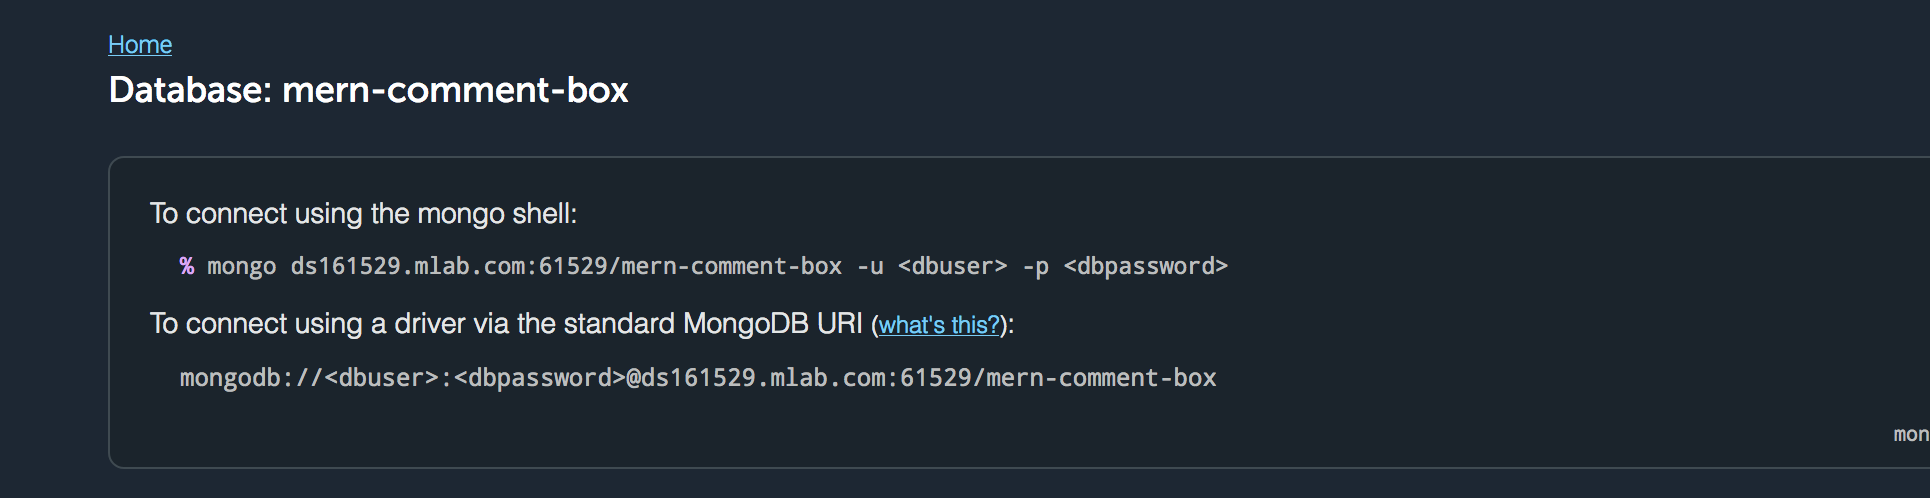 Home
Database: mern-comment-box
To connect using the mongo shell:
% mongo ds161529.mlab.com:61529/mern-comment-box -u <dbuser> -p <dbpassword>
To connect using a driver via the standard MongoDB URI (what's this?):
mongodb://<dbuser>:<dbpassword>@ds161529.mlab.com:61529/mern-comment-box
mon